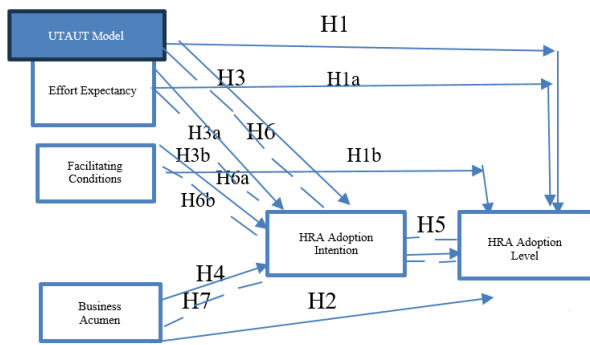 H1
UTAUT Model
Effort Expectancy
H3
H1a
H3a
H6
H3b
H1b
Facilitating
Conditions
H6a
H6b
H5
HRA Adoption
Intention
HRA Adoption
Level
H4
H7
H2
Business
Acumen